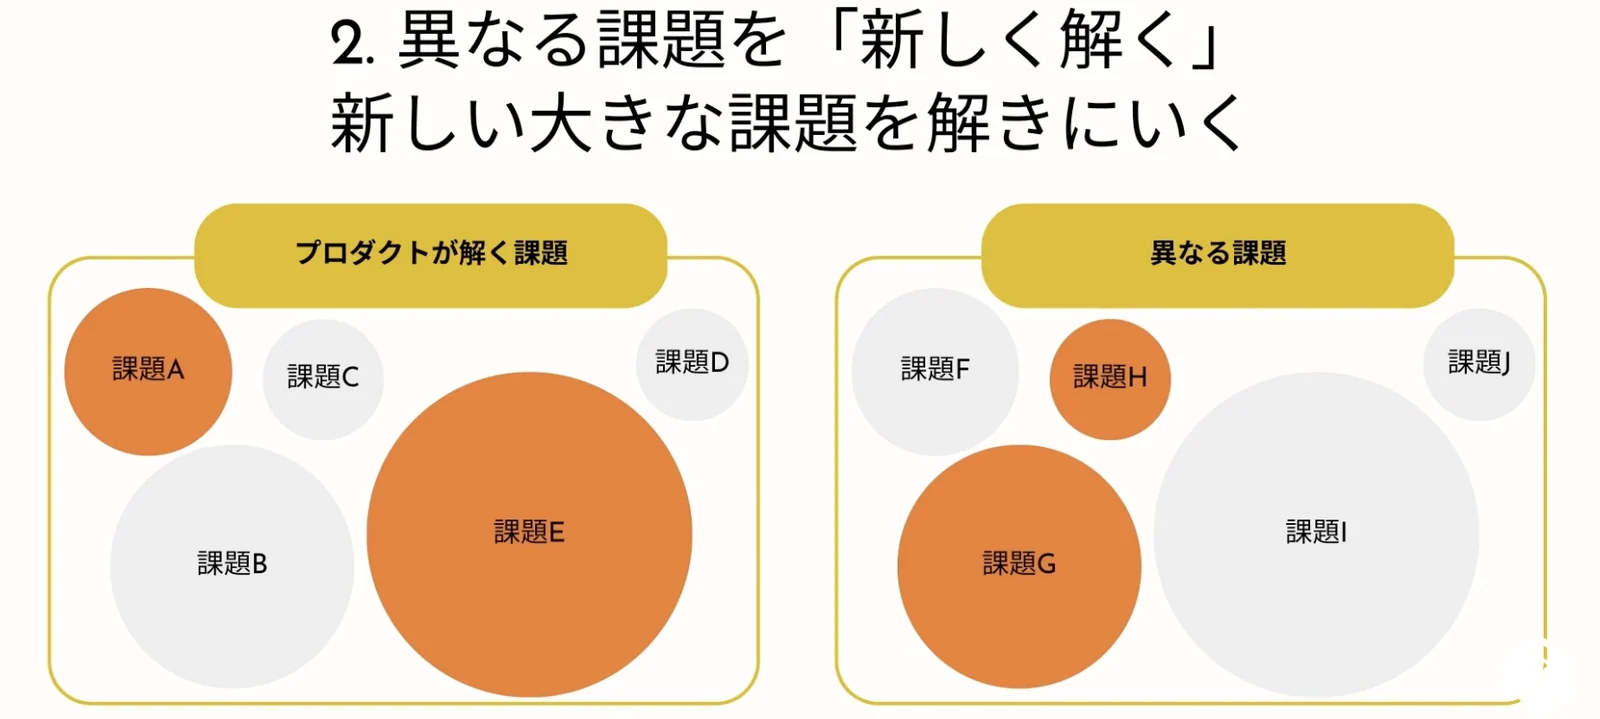 2. 異なる課題を「新しく解く」
新しい大きな課題を解きにいく
プロダクトが解く課題
課題A
課題C
課題D
課題B
課題E
異なる課題
課題F
課題H
課題J
課題G
課題I